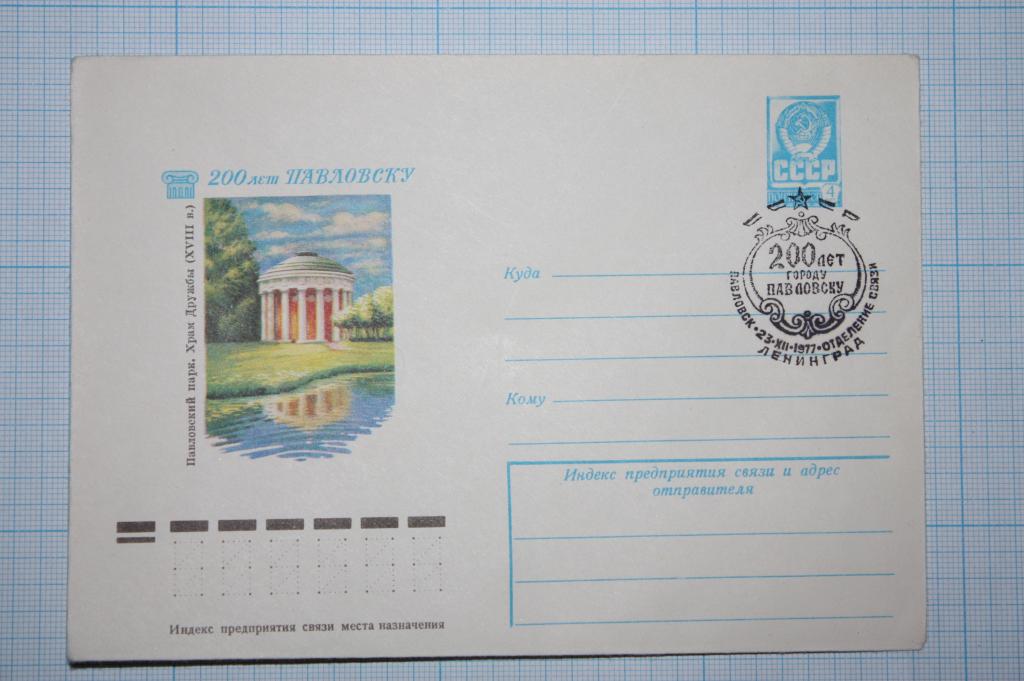 200 лет ПАВЛОВСКУ
Павловский парк. Храм Дружбы (XVIII в.)
СССР
4
200 ЛЕТ
ГОРОДУ
ПАВЛОВСКУ
ПАВЛОВСК • 23-XII-1977 • ОТДЕЛЕНИЕ СВЯЗИ
ЛЕНИНГРАД
Куда
Кому
Индекс предприятия связи и адрес
отправителя
Индекс предприятия связи места назначения